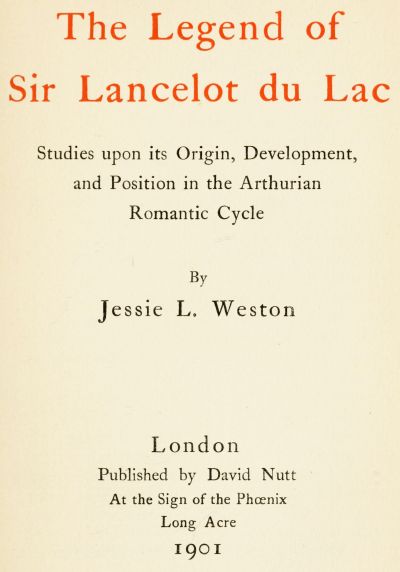 The Legend of
Sir Lancelot du Lac
Studies upon its Origin, Development,
and Position in the Arthurian
Romantic Cycle
By
Jessie L. Weston
London
Published by David Nutt
At the Sign of the Phœnix
Long Acre
1901